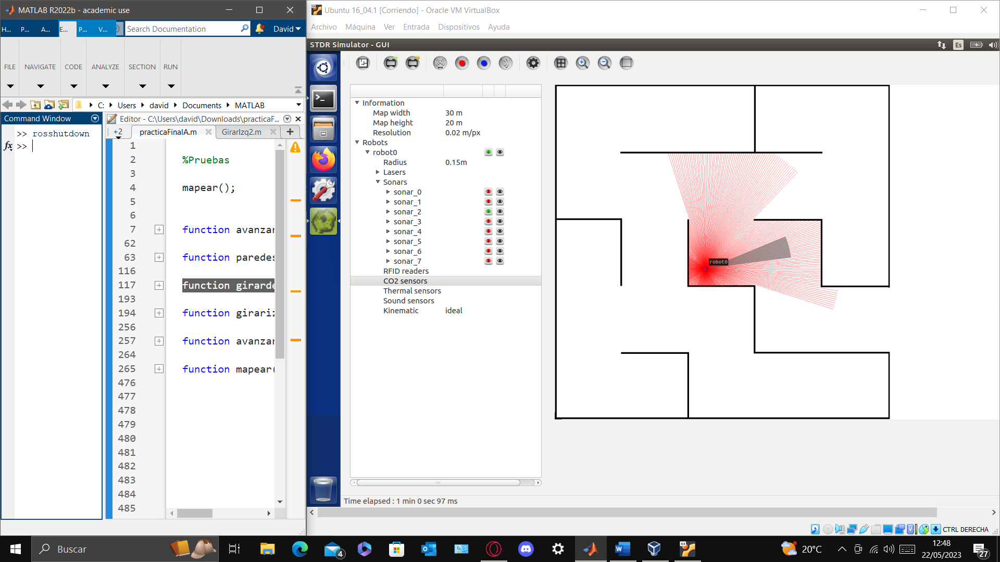 MATLAB R2022b - academic use
H... P... A... E... P... V...
Search Documentation
David
FILE NAVIGATE CODE ANALYZE SECTION RUN
C: Users david Documents MATLAB
Command Window
>> rosshutdown
fx >>
Editor - C:\Users\david\Downloads\practicaF...
+2 practicaFinalA.m GirarIzq2.m
1
2 %Pruebas
3
4 mapear();
5
6
7 function avanzar
62
63 function paredes
116
117 function girarde
193
194 function girariz
256
257 function avanzar
264
265 function mapear(
476
477
478
479
480
481
482
483
484
485
Ubuntu 16_04.1 [Corriendo] - Oracle VM VirtualBox
Archivo Máquina Ver Entrada Dispositivos Ayuda
STDR Simulator - GUI
Es
Information
Map width 30 m
Map height 20 m
Resolution 0.02 m/px
Robots
robot0
Radius 0.15m
Lasers
Sonars
sonar_0
sonar_1
sonar_2
sonar_3
sonar_4
sonar_5
sonar_6
sonar_7
RFID readers
CO2 sensors
Thermal sensors
Sound sensors
Kinematic ideal
robot0
Time elapsed : 1 min 0 sec 97 ms
CTRL DERECHA
Buscar
4
64
20°C
12:48
22/05/2023
27